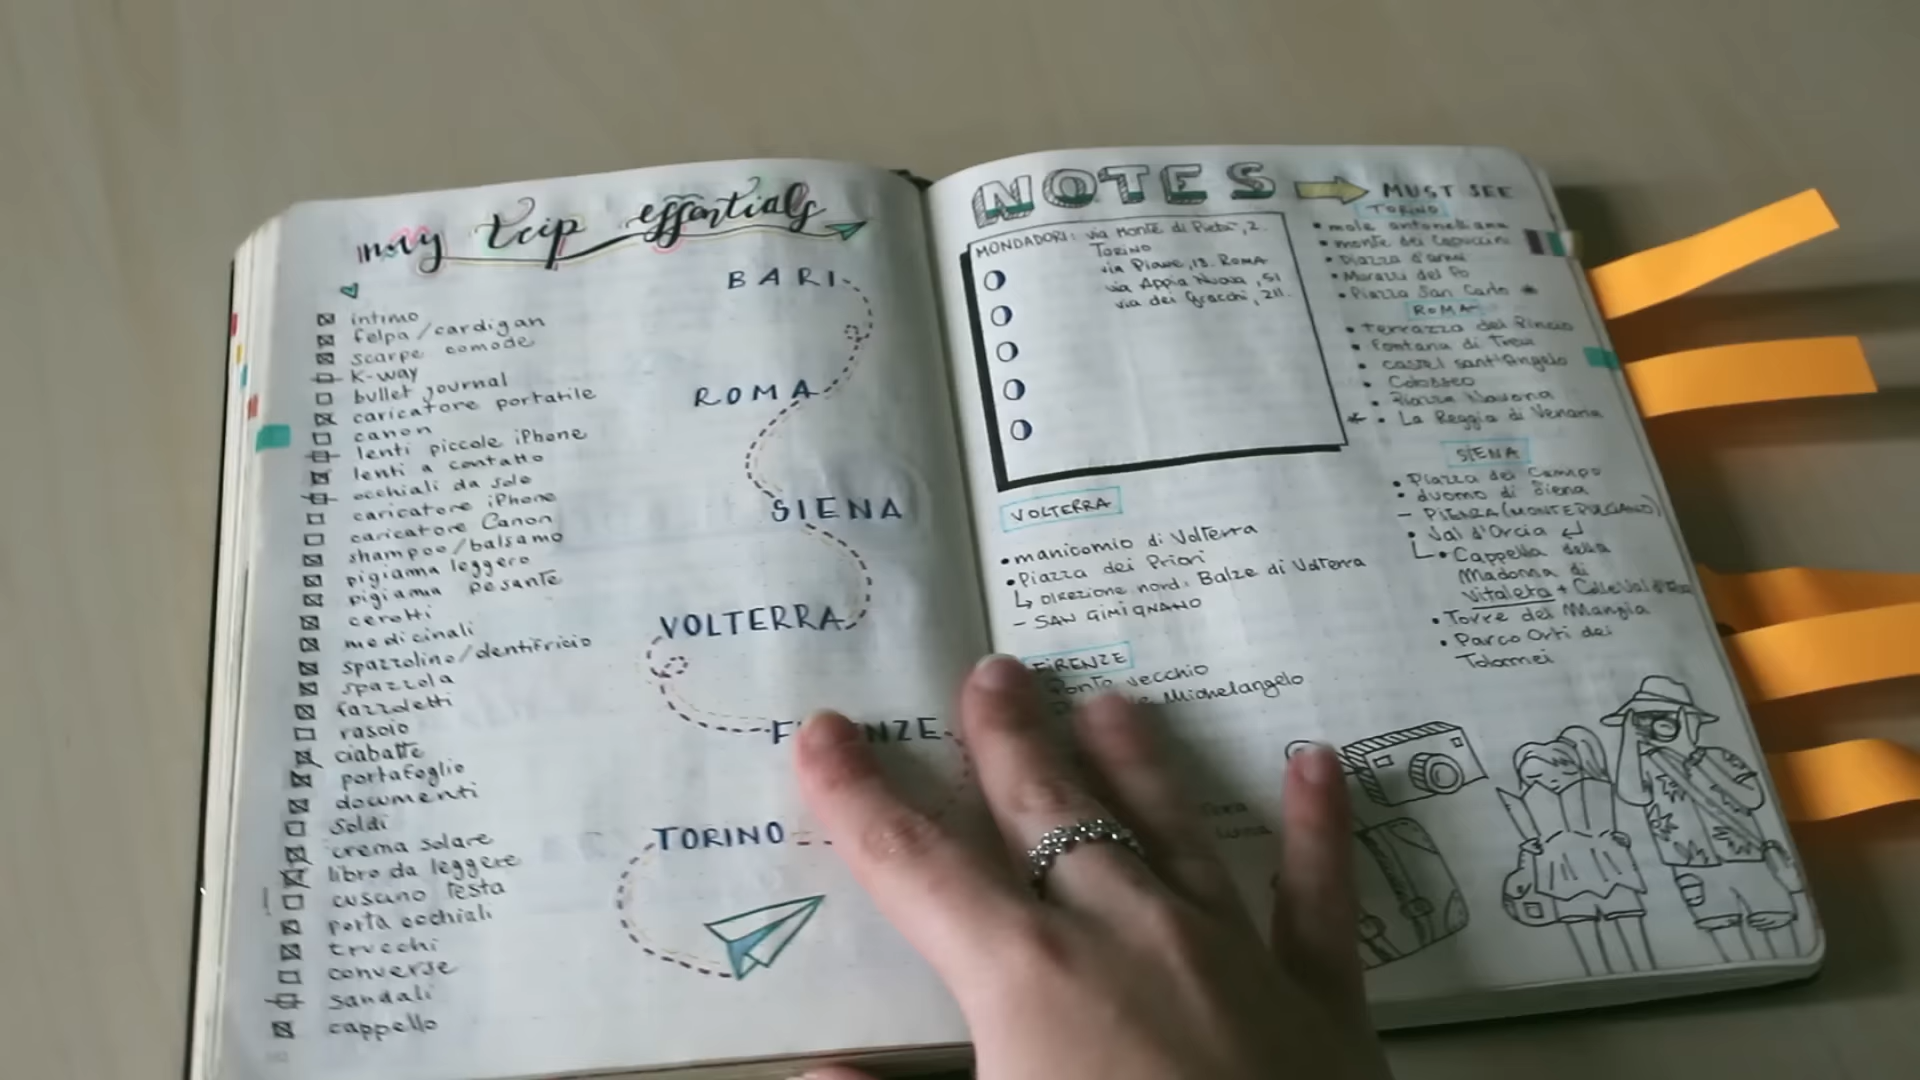 my trip essentials
intimo
felpa/cardigan
scarpe comode
K-way
bullet journal
caricatore portatile
canon
lenti piccole iPhone
lenti a contatto
occhiali da sole
caricatore iPhone
caricatore Canon
shampoo/balsamo
pigiama leggero
pigiama pesante
cerotti
medicinali
spazzolino/dentifricio
spazzola
fazzoletti
rasoio
ciabatte
portafoglio
documenti
soldi
crema solare
libro da leggere
cuscino testa
porta occhiali
trucchi
converse
sandali
cappello
BARI
ROMA
SIENA
VOLTERRA
TORINO
NOTES
MONDADORI: via Monte di Pietà, 2.
TORINO
via Piave, 18. ROMA
via Appia Nuova, 51
via dei Gracchi, 211.
VOLTERRA
• manicomio di Volterra
• Piazza dei Priori
↳ direzione nord: Balze di Volterra
- SAN GIMIGNANO
FIRENZE
Ponte Vecchio
Michelangelo
MUST SEE
TORINO
• mole antonelliana
• monte dei Capuccini
• Piazza d'armi
• Murazzi del Po
• Piazza San Carlo
ROMA
• terrazza del Pincio
• Fontana di Trevi
• castel sant'Angelo
• Colosseo
• Piazza Navona
• La Reggia di Venaria
SIENA
• Piazza del Campo
• duomo di Siena
- PIENZA (MONTEPULCIANO)
• Val d'Orcia
• Cappella della
Madonna di
Vitaleta +
• Torre del Mangia
• Parco Orti dei
Tolomei